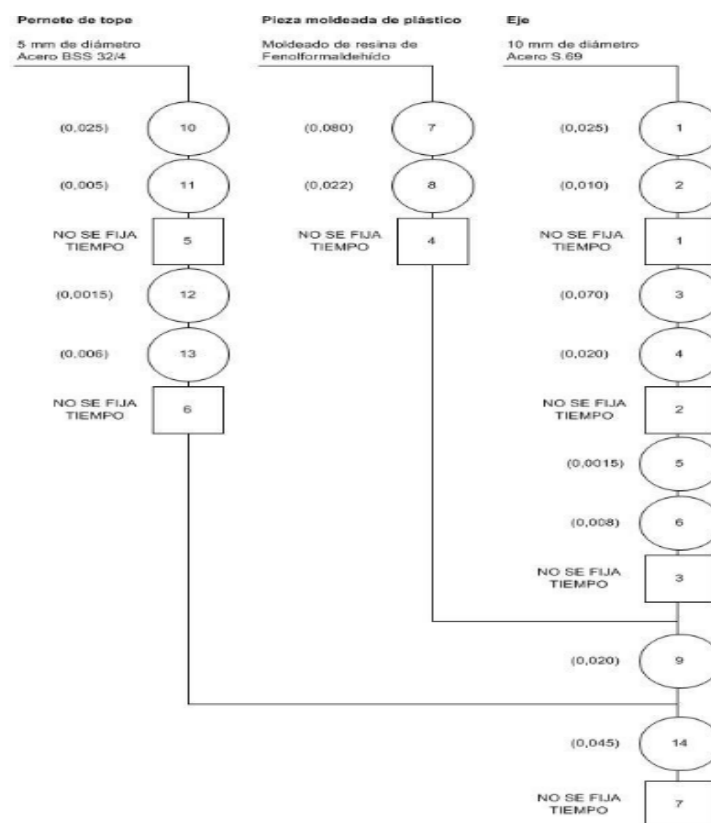 Pernete de tope
5 mm de diámetro
Acero BSS 32/4
(0,025) 10
(0,005) 11
NO SE FIJA
TIEMPO 5
(0,0015) 12
(0,006) 13
NO SE FIJA
TIEMPO 6
Pieza moldeada de plástico
Moldeado de resina de
Fenolformaldehído
(0,080) 7
(0,022) 8
NO SE FIJA
TIEMPO 4
Eje
10 mm de diámetro
Acero S.69
(0,025) 1
(0,010) 2
NO SE FIJA
TIEMPO 1
(0,070) 3
(0,020) 4
NO SE FIJA
TIEMPO 2
(0,0015) 5
(0,008) 6
NO SE FIJA
TIEMPO 3
(0,020) 9
(0,045) 14
NO SE FIJA
TIEMPO 7